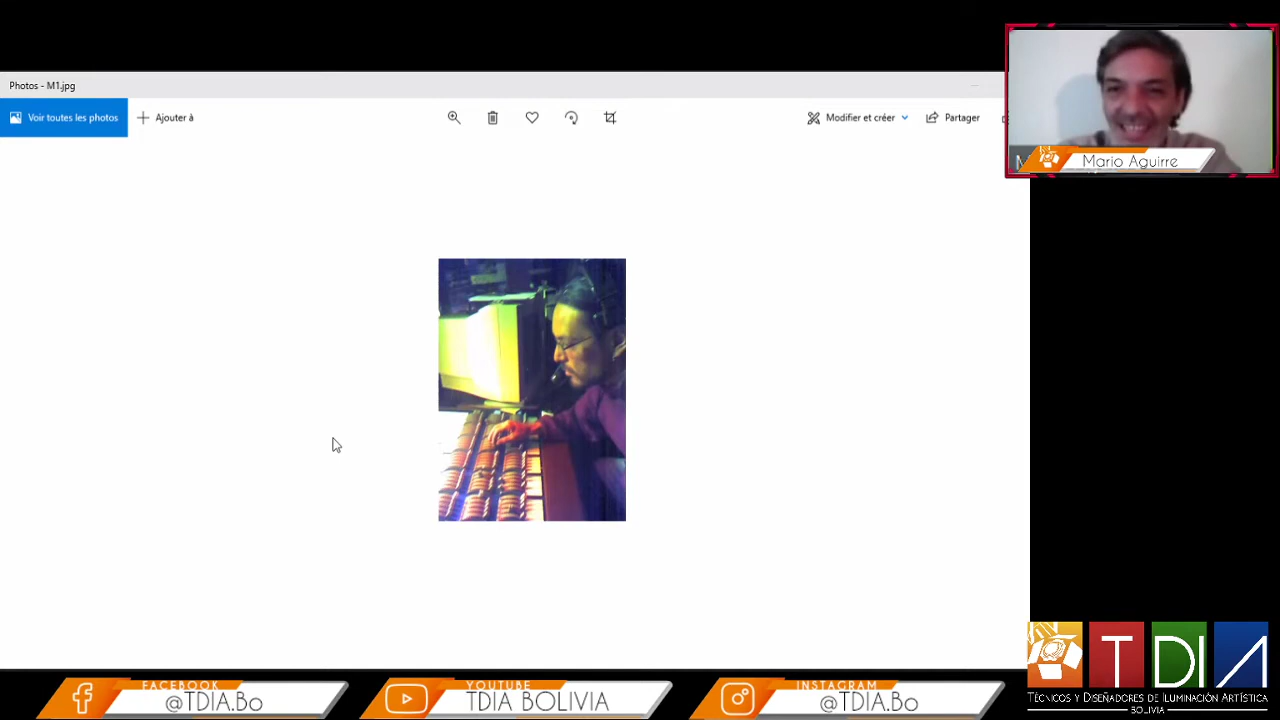 Photos - M1.jpg
Voir toutes les photos
Ajouter à
Modifier et créer
Partager
Mario Aguirre
FACEBOOK
@TDIA.Bo
YOUTUBE
TDIA BOLIVIA
INSTAGRAM
@TDIA.Bo
TDIA
TÉCNICOS Y DISEÑADORES DE ILUMINACIÓN ARTÍSTICA
BOLIVIA